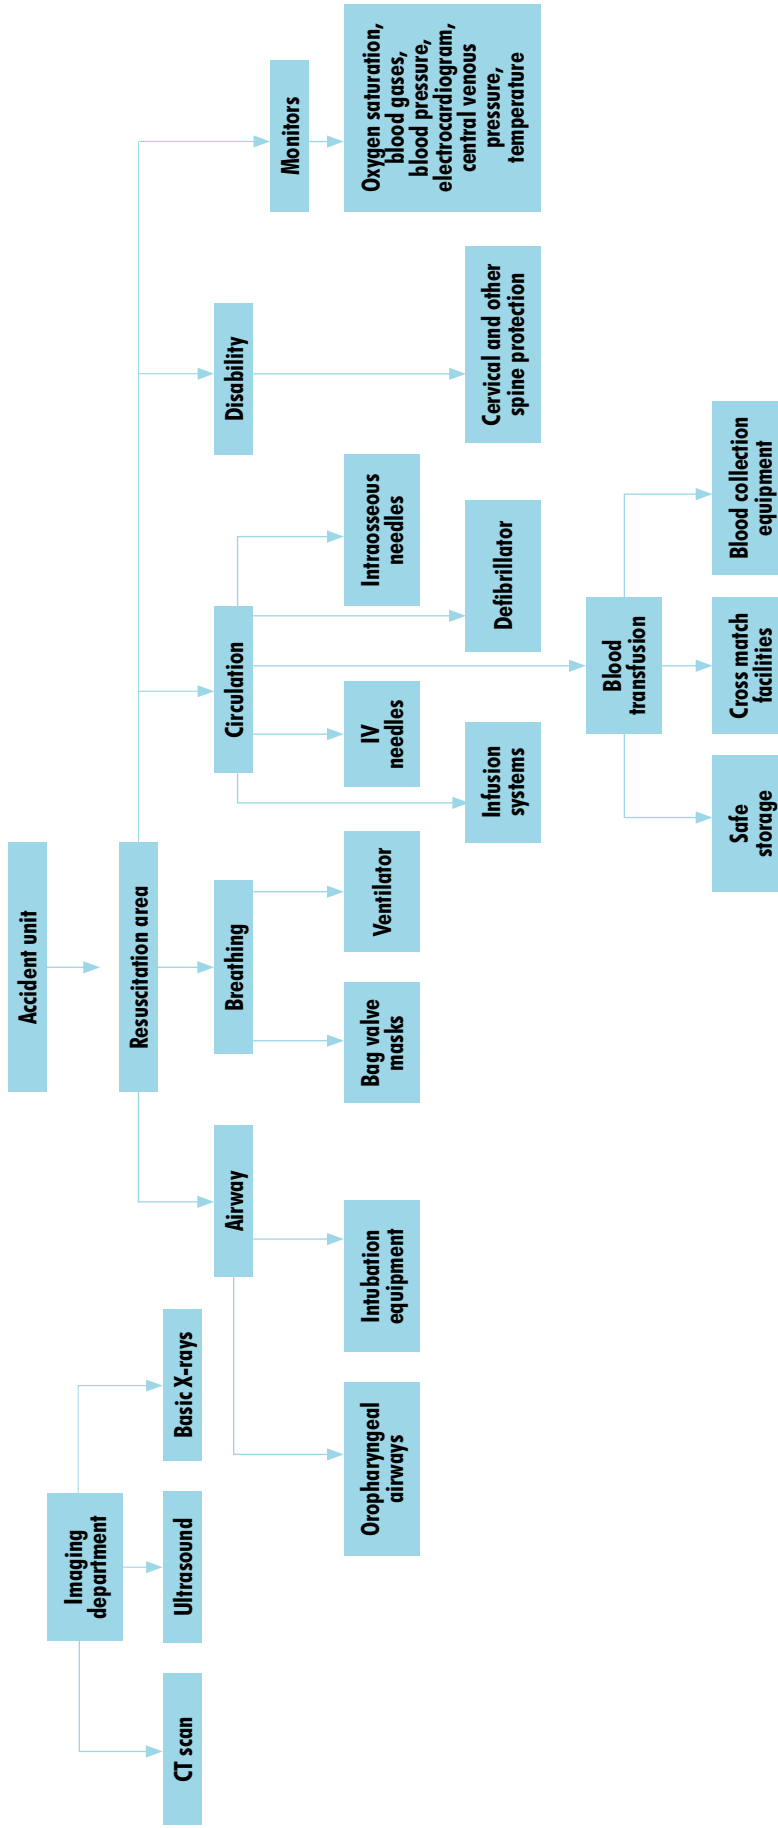 Accident unit
Imaging
department
Resuscitation area
CT scan
Ultrasound
Basic X-rays
Airway
Breathing
Circulation
Disability
Monitors
Oropharyngeal
airways
Intubation
equipment
Bag valve
masks
Ventilator
IV
needles
Intraosseous
needles
Oxygen saturation,
blood gases,
blood pressure,
electrocardiogram,
central venous
pressure,
temperature
Infusion
systems
Defibrillator
Cervical and other
spine protection
Blood
transfusion
Safe
storage
Cross match
facilities
Blood collection
equipment